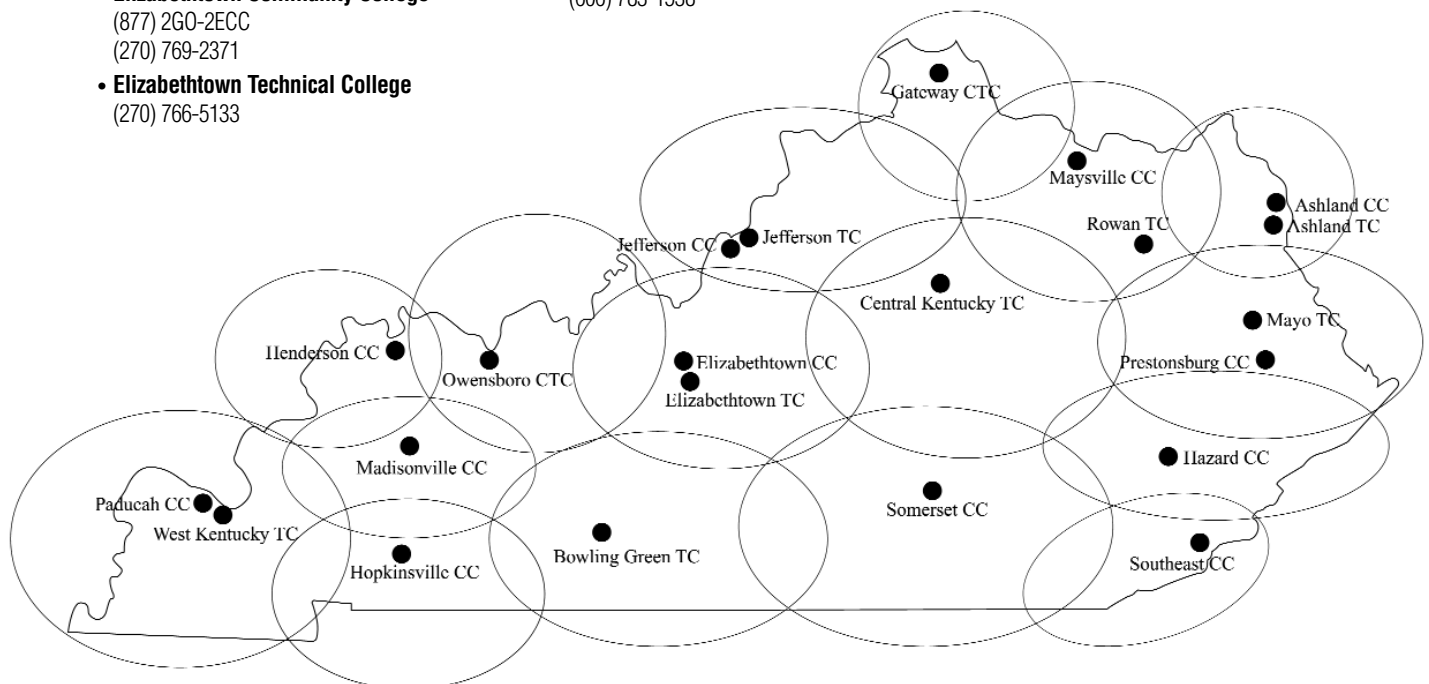 (877) 2GO-2ECC
(270) 769-2371
• Elizabethtown Technical College
(270) 766-5133
Gateway CTC
Maysville CC
Ashland CC
Ashland TC
Rowan TC
Jefferson CC
Jefferson TC
Central Kentucky TC
Mayo TC
Henderson CC
Owensboro CTC
Elizabethtown CC
Elizabethtown TC
Prestonsburg CC
Madisonville CC
Hazard CC
Paducah CC
West Kentucky TC
Somerset CC
Hopkinsville CC
Bowling Green TC
Southeast CC